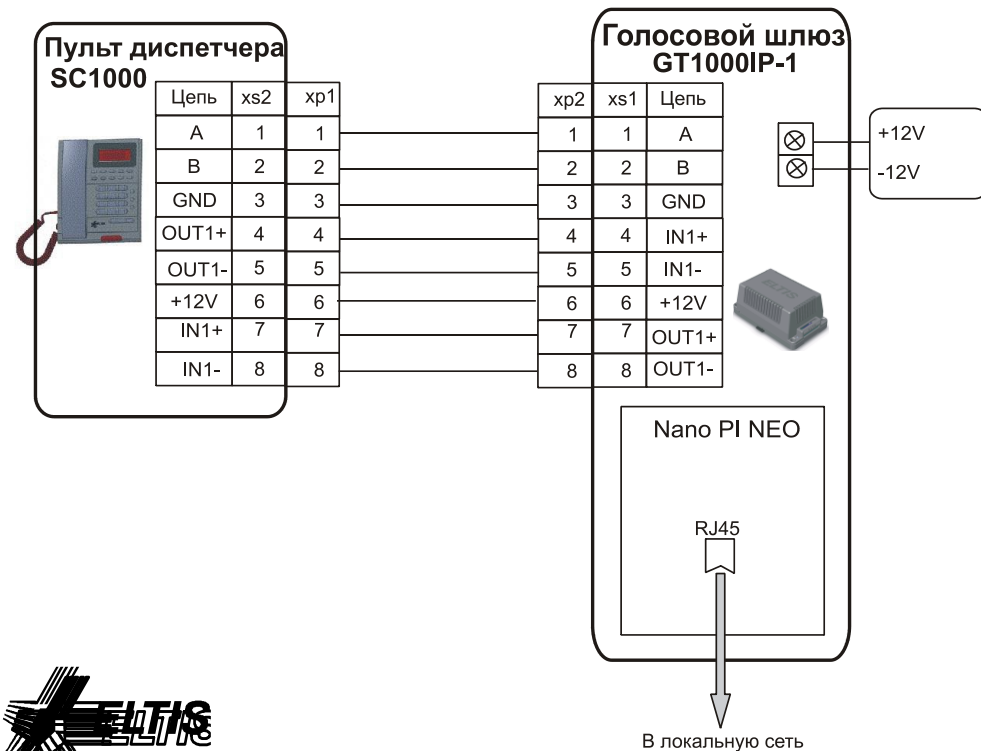 Пульт диспетчера
SC1000
Цепь xs2 xp1
A 1 1
B 2 2
GND 3 3
OUT1+ 4 4
OUT1- 5 5
+12V 6 6
IN1+ 7 7
IN1- 8 8
Голосовой шлюз
GT1000IP-1
xp2 xs1 Цепь
1 1 A
2 2 B
3 3 GND
4 4 IN1+
5 5 IN1-
6 6 +12V
7 7 OUT1+
8 8 OUT1-
+12V
-12V
ELTIS
Nano PI NEO
RJ45
В локальную сеть
ELTIS